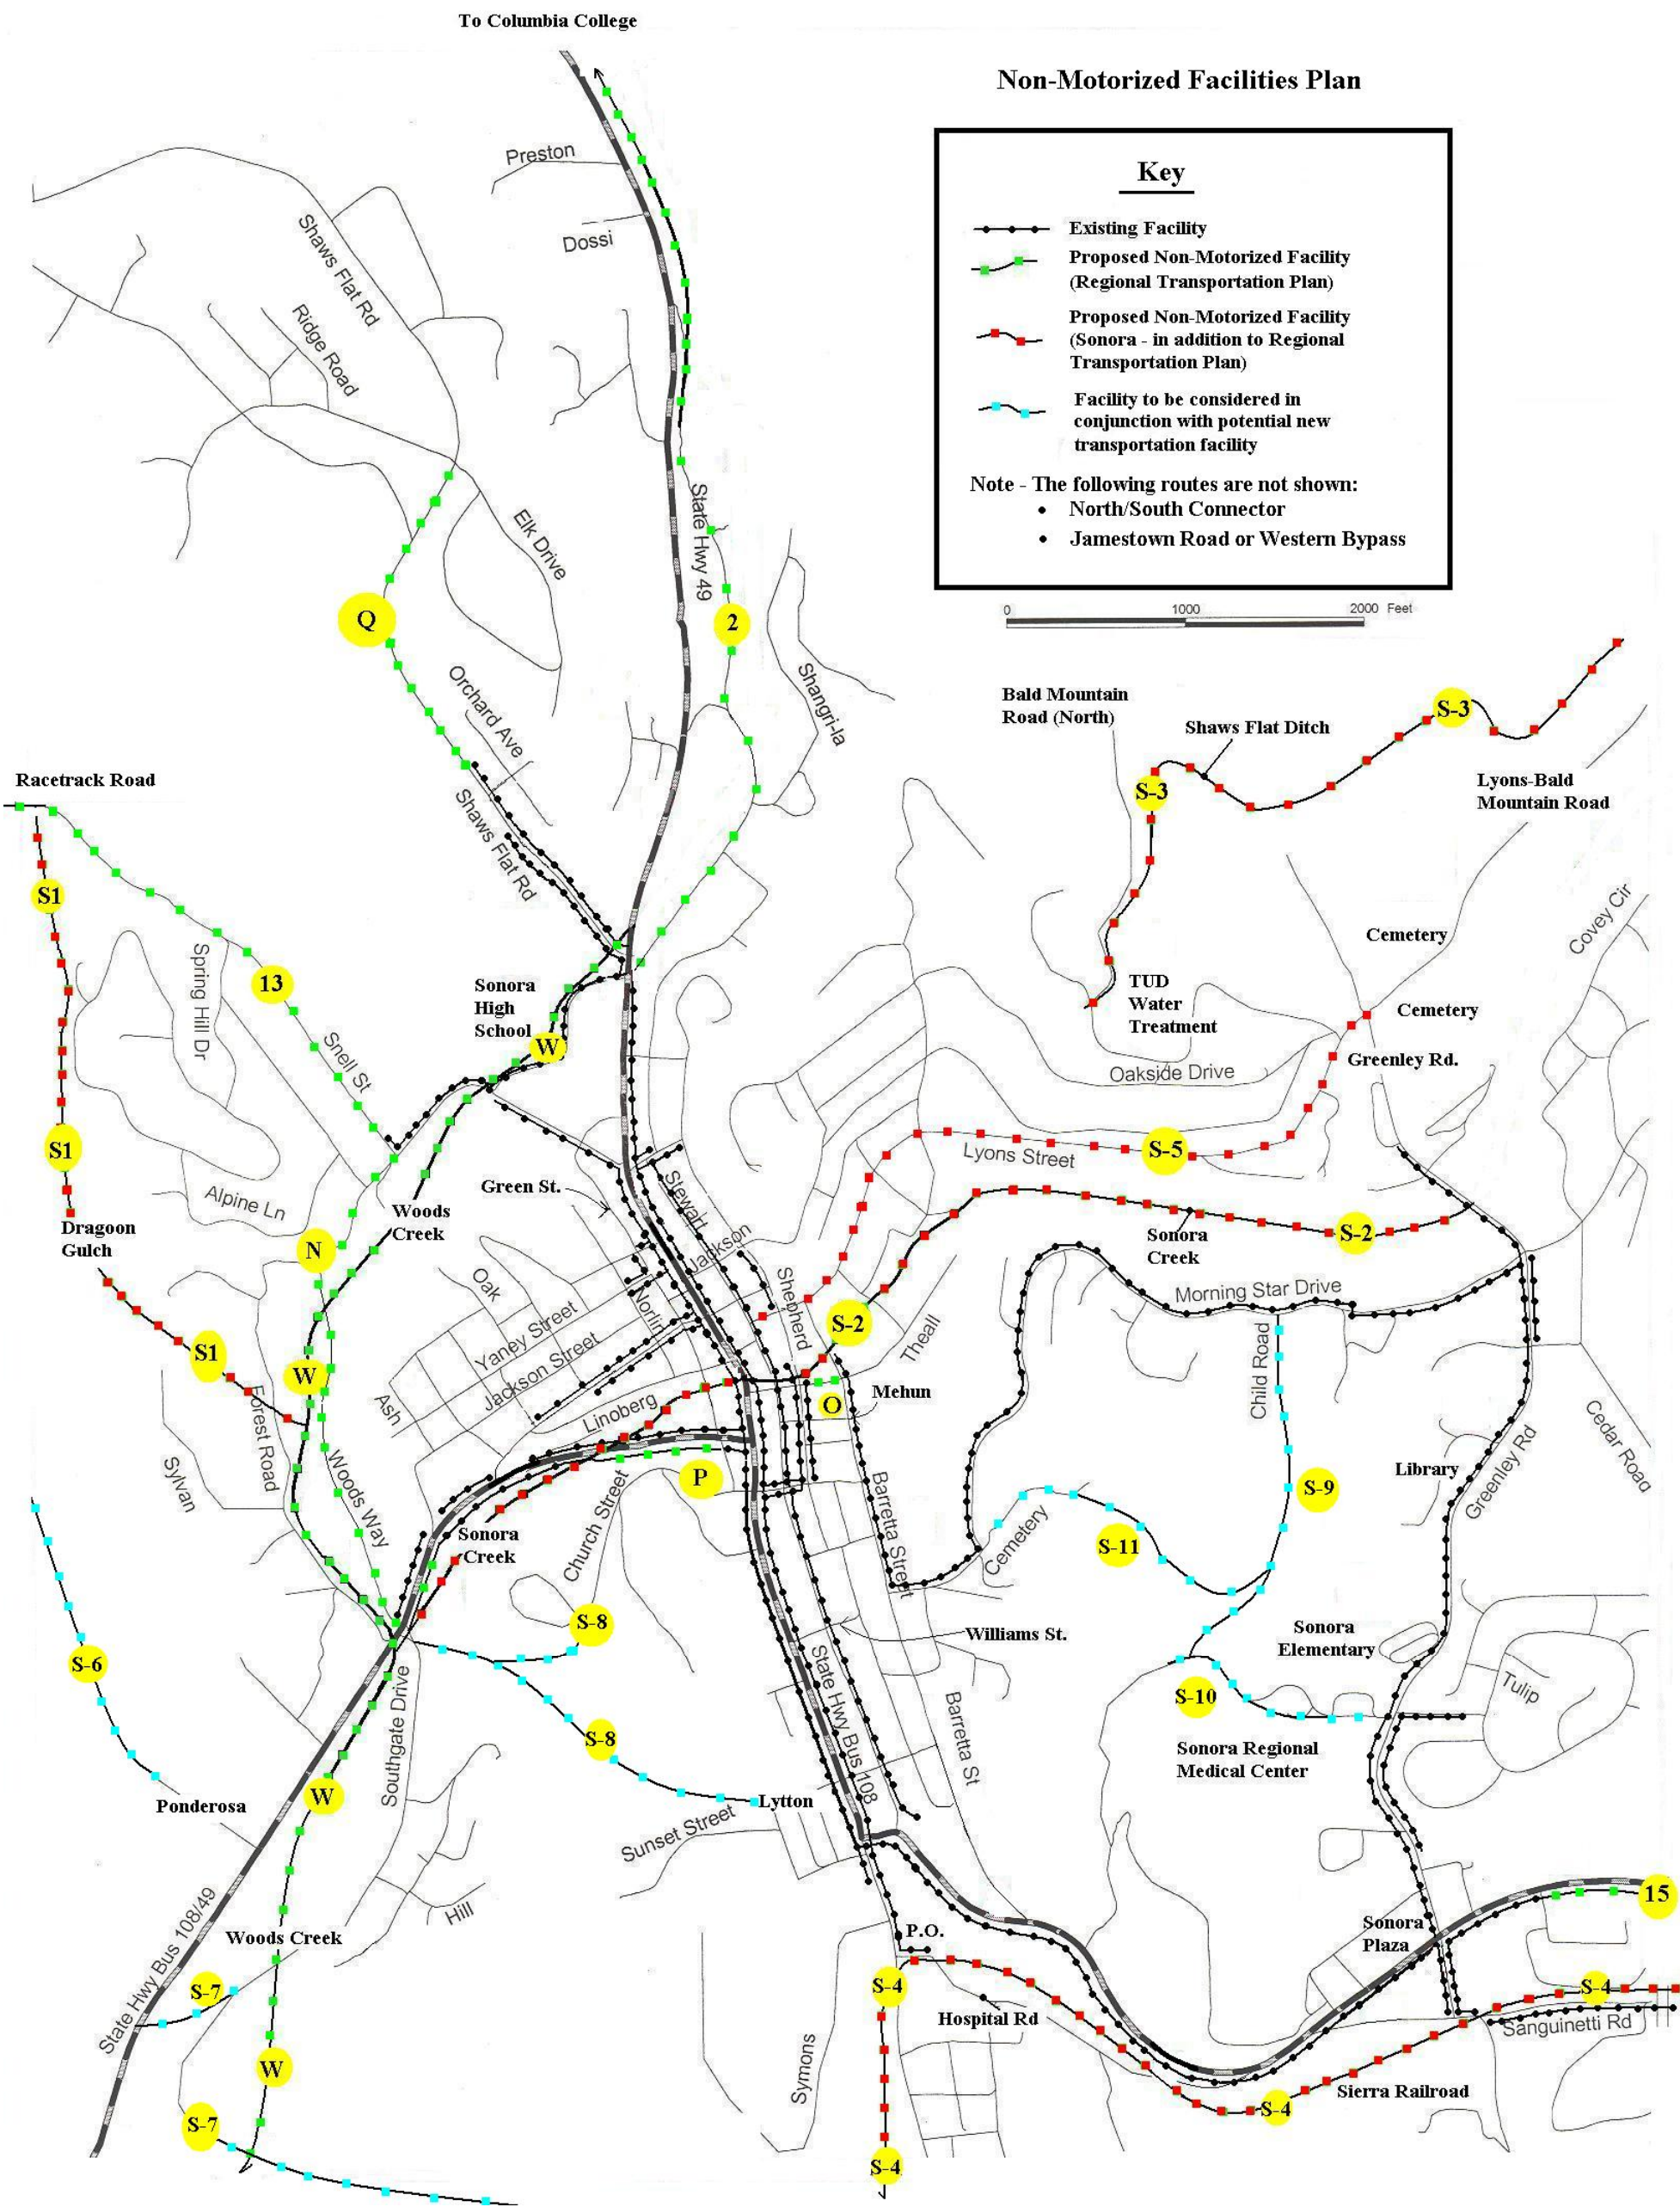 To Columbia College
Non-Motorized Facilities Plan
Key
Existing Facility
Proposed Non-Motorized Facility
(Regional Transportation Plan)
Proposed Non-Motorized Facility
(Sonora - in addition to Regional
Transportation Plan)
Facility to be considered in
conjunction with potential new
transportation facility
Note - The following routes are not shown:
• North/South Connector
• Jamestown Road or Western Bypass
0 1000 2000 Feet
Preston
Dossi
Shaws Flat Rd
Ridge Road
Elk Drive
State Hwy 49
Q
2
Orchard Ave
Shangri-la
Shaws Flat Rd
Bald Mountain
Road (North)
Shaws Flat Ditch
S-3
S-3
Lyons-Bald
Mountain Road
Racetrack Road
S1
13
Spring Hill Dr
Snell St
Sonora
High
School
W
TUD
Water
Treatment
Cemetery
Cemetery
Covey Cir
Greenley Rd.
Oakside Drive
S1
Alpine Ln
Dragoon
Gulch
Woods
Creek
N
Green St.
Stewart
Jackson
Lyons Street
S-5
Sonora
Creek
S-2
Morning Star Drive
Oak
Yaney Street
Norlin
Jackson Street
Shepherd
S-2
Theall
S1
W
Ash
Linoberg
O
Mehun
Child Road
Forest Road
Sylvan
Woods Way
P
Church Street
Barretta Street
Library
Greenley Rd
Cedar Road
S-9
Sonora
Creek
S-11
Cemetery
S-8
Williams St.
Sonora
Elementary
S-6
Southgate Drive
State Hwy Bus 108
Barretta St
S-10
Tulip
S-8
Sonora Regional
Medical Center
Ponderosa
W
Lytton
Sunset Street
Hill
State Hwy Bus 108/49
Woods Creek
P.O.
Sonora
Plaza
15
S-7
S-4
Hospital Rd
S-4
Sanguinetti Rd
W
Symons
Sierra Railroad
S-4
S-7
S-4